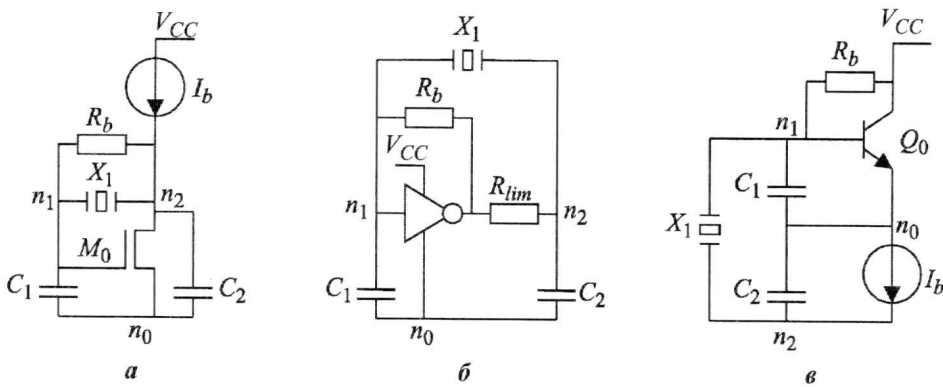 V_CC
I_b
R_b
X_1
n_1
n_2
M_0
C_1
C_2
n_0
а
X_1
R_b
V_CC
n_1
R_lim
n_2
C_1
C_2
n_0
б
V_CC
R_b
n_1
Q_0
C_1
X_1
n_0
C_2
I_b
n_2
в